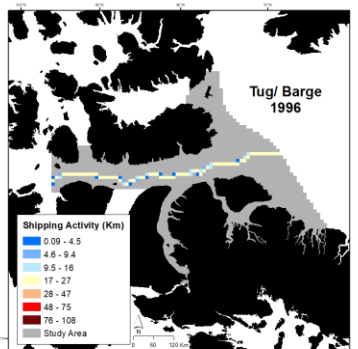 Tug/ Barge
1996
Shipping Activity (Km)
0.09 - 4.5
4.6 - 9.4
9.5 - 16
17 - 27
28 - 47
48 - 75
76 - 108
Study Area
N
0 60 120 Km